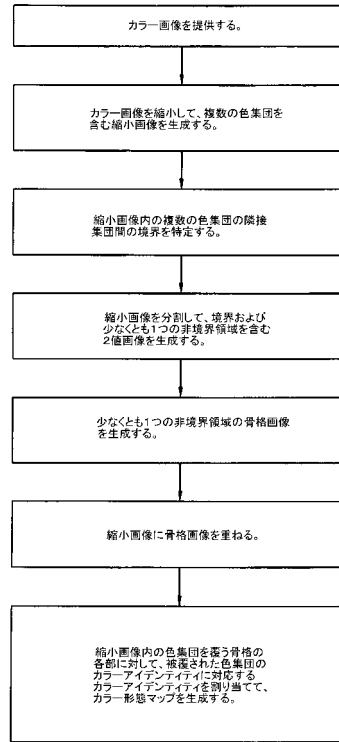 カラー画像を提供する。
カラー画像を縮小して、複数の色集団を
含む縮小画像を生成する。
縮小画像内の複数の色集団の隣接
集団間の境界を特定する。
縮小画像を分割して、境界および
少なくとも1つの非境界領域を含む
2値画像を生成する。
少なくとも1つの非境界領域の骨格画像
を生成する。
縮小画像に骨格画像を重ねる。
縮小画像内の色集団を覆う骨格の
各部に対して、被覆された色集団の
カラーアイデンティティに対応する
カラーアイデンティティを割り当てて、
カラー形態マップを生成する。